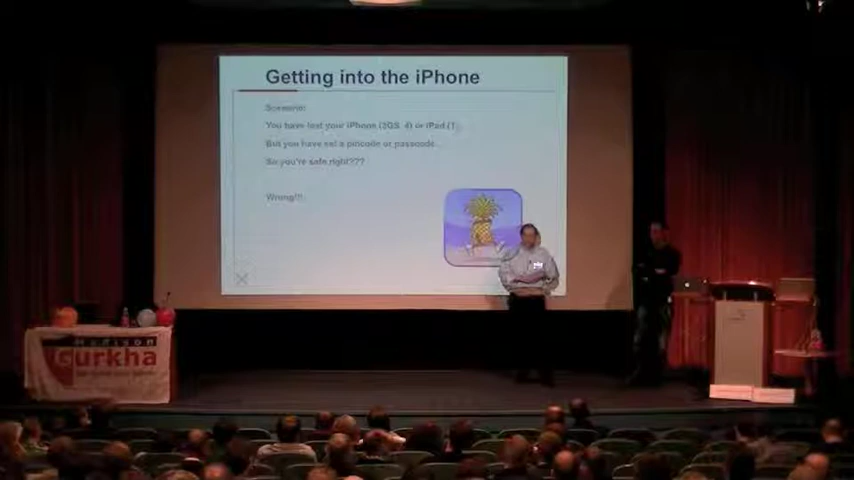 Getting into the iPhone
Scenario:
You have lost your iPhone (3GS, 4) or iPad (1)
But you have set a pincode or passcode
So you're safe right???
Wrong!!!
Madison
Gurkha